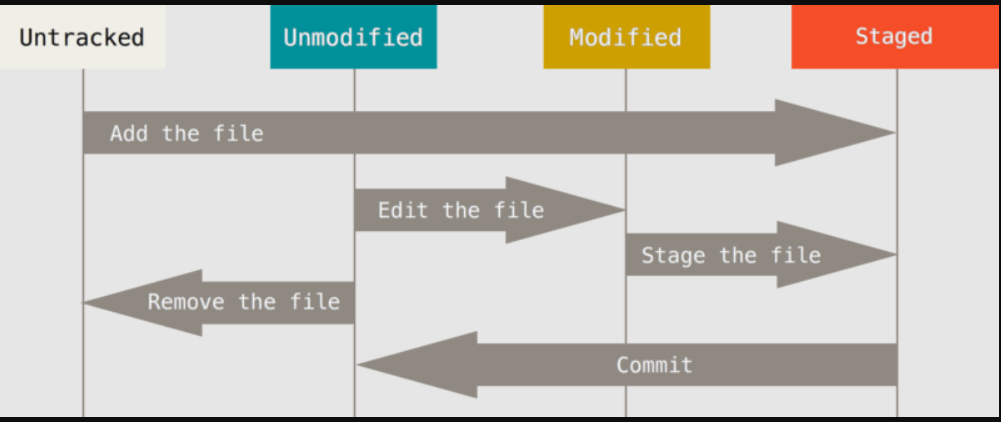 Untracked
Unmodified
Modified
Staged
Add the file
Edit the file
Stage the file
Remove the file
Commit